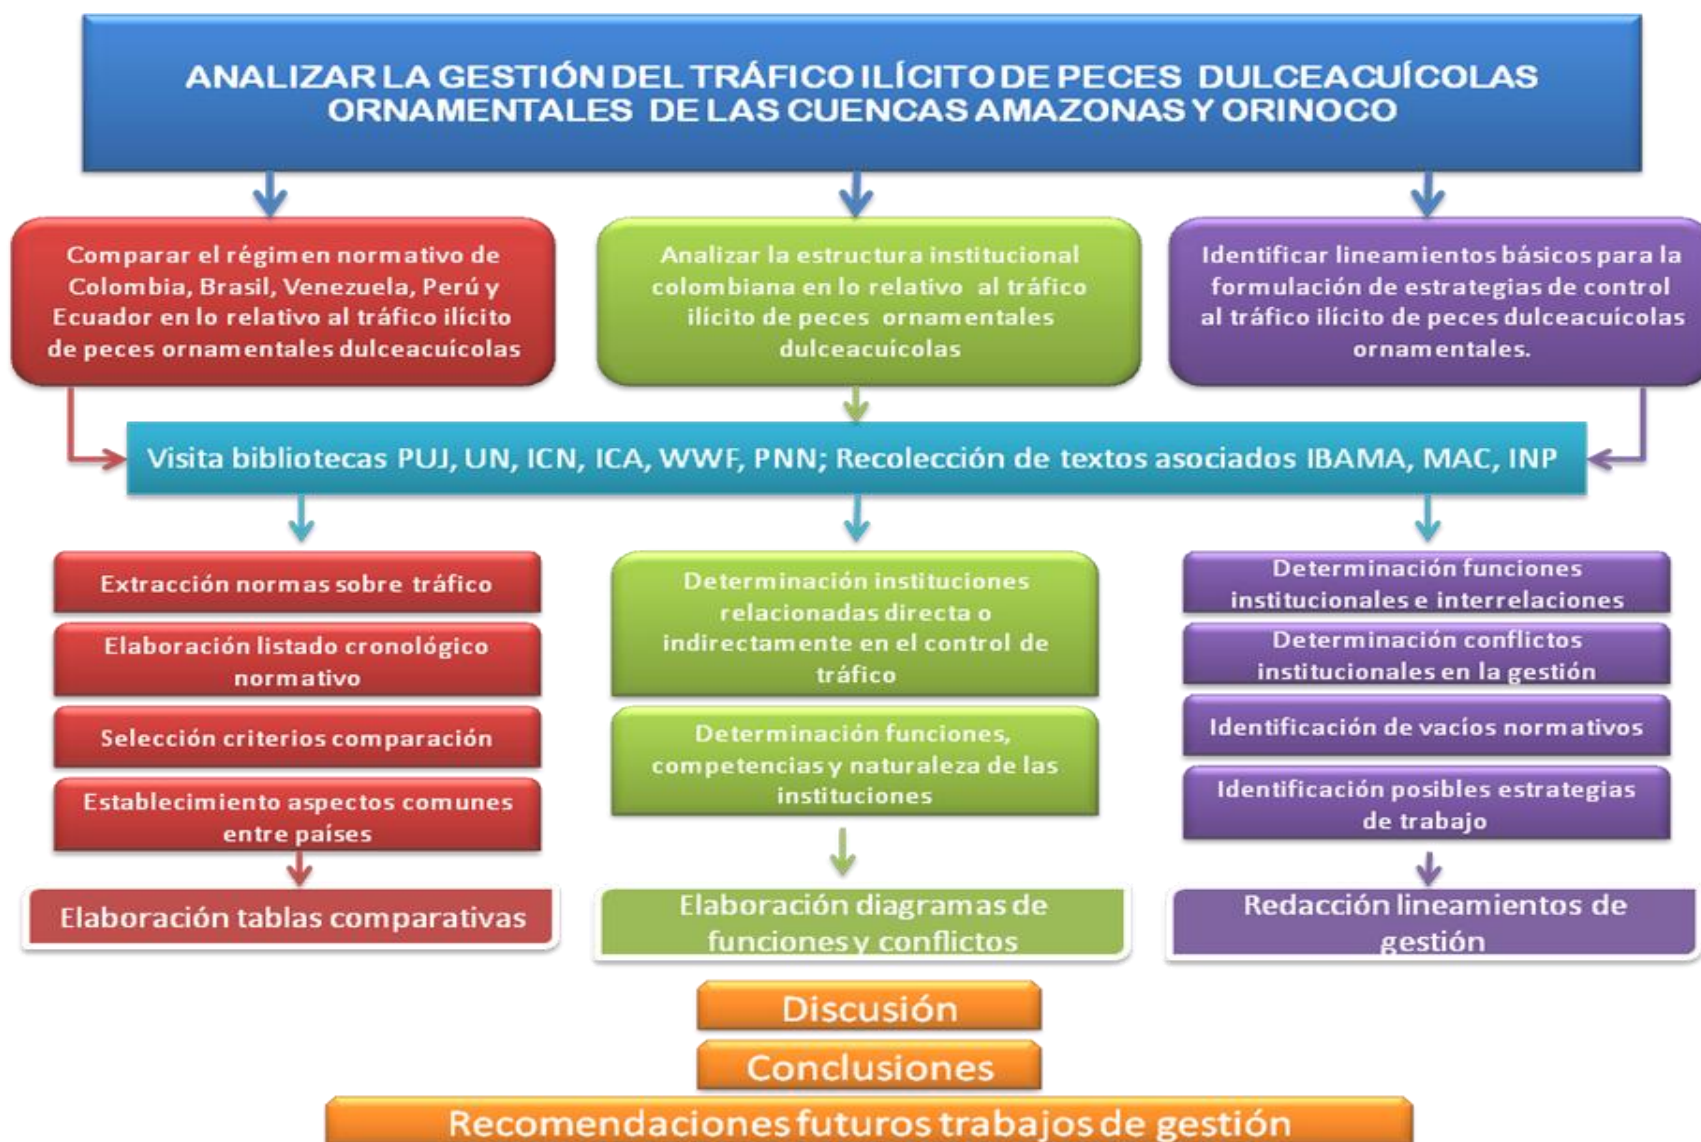 ANALIZAR LA GESTIÓN DEL TRÁFICO ILÍCITO DE PECES DULCEACUÍCOLAS
ORNAMENTALES DE LAS CUENCAS AMAZONAS Y ORINOCO
Comparar el régimen normativo de
Colombia, Brasil, Venezuela, Perú y
Ecuador en lo relativo al tráfico ilícito
de peces ornamentales dulceacuícolas
Analizar la estructura institucional
colombiana en lo relativo al tráfico
ilícito de peces ornamentales
dulceacuícolas
Identificar lineamientos básicos para la
formulación de estrategias de control
al tráfico ilícito de peces dulceacuícolas
ornamentales.
Visita bibliotecas PUJ, UN, ICN, ICA, WWF, PNN; Recolección de textos asociados IBAMA, MAC, INP
Extracción normas sobre tráfico
Elaboración listado cronológico
normativo
Selección criterios comparación
Establecimiento aspectos comunes
entre países
Elaboración tablas comparativas
Determinación instituciones
relacionadas directa o
indirectamente en el control de
tráfico
Determinación funciones,
competencias y naturaleza de las
instituciones
Elaboración diagramas de
funciones y conflictos
Determinación funciones
institucionales e interrelaciones
Determinación conflictos
institucionales en la gestión
Identificación de vacíos normativos
Identificación posibles estrategias
de trabajo
Redacción lineamientos de
gestión
Discusión
Conclusiones
Recomendaciones futuros trabajos de gestión